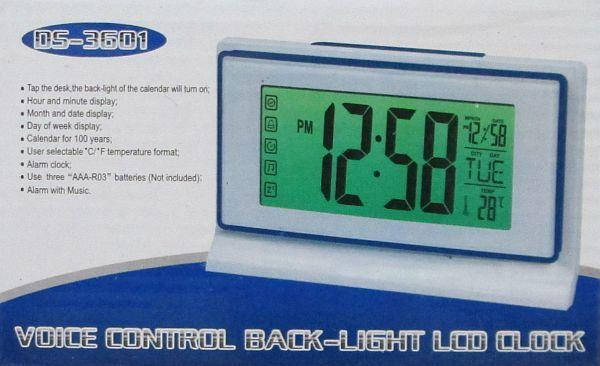 DS-3601
• Tap the desk,the back-light of the calendar will turn on;
• Hour and minute display;
• Month and date display;
• Day of week display;
• Calendar for 100 years;
• User selectable °C/°F temperature format;
• Alarm clock;
• Use three “AAA-R03” batteries (Not included);
• Alarm with Music.
PM 12:58
MONTH DATE
12/58
CITY DAY
TUE
TEMP
28℃
VOICE CONTROL BACK-LIGHT LCD CLOCK